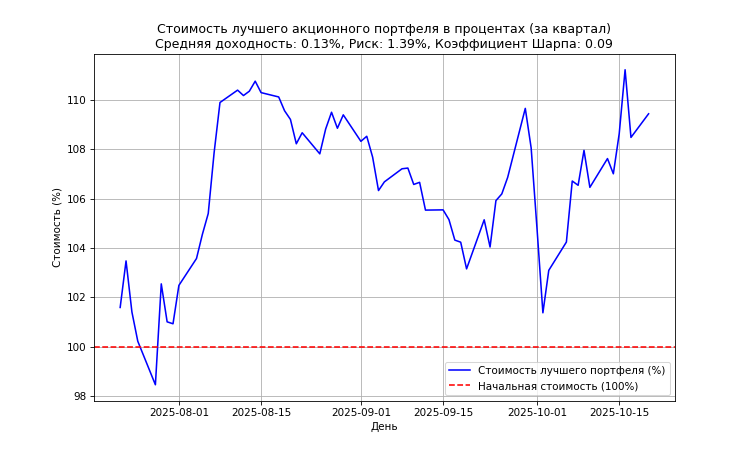 Стоимость лучшего акционного портфеля в процентах (за квартал)
Средняя доходность: 0.13%, Риск: 1.39%, Коэффициент Шарпа: 0.09
Стоимость (%)
110
108
106
104
102
100
98
2025-08-01
2025-08-15
2025-09-01
2025-09-15
2025-10-01
2025-10-15
День
Стоимость лучшего портфеля (%)
Начальная стоимость (100%)